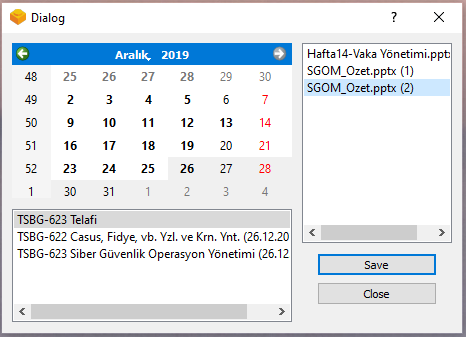 Dialog
Aralık, 2019
48 25 26 27 28 29 30
49 2 3 4 5 6 7
50 9 10 11 12 13 14
51 16 17 18 19 20 21
52 23 24 25 26 27 28
1 30 31 1 2 3 4
TSBG-623 Telafi
TSBG-622 Casus, Fidye, vb. Yzl. ve Krn. Ynt. (26.12.20
TSBG-623 Siber Güvenlik Operasyon Yönetimi (26.12
Hafta14-Vaka Yönetimi.pptx
SGOM_Ozet.pptx (1)
SGOM_Ozet.pptx (2)
Save
Close